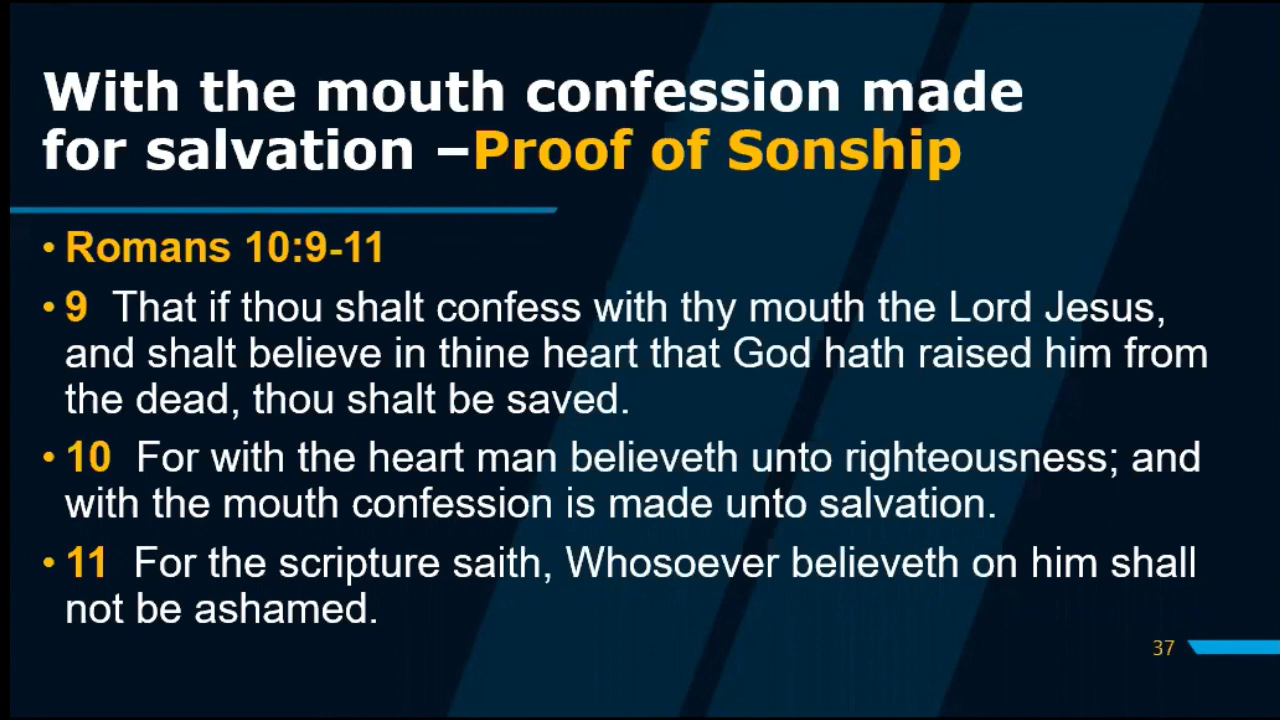 With the mouth confession made
for salvation –Proof of Sonship
• Romans 10:9-11
• 9 That if thou shalt confess with thy mouth the Lord Jesus,
and shalt believe in thine heart that God hath raised him from
the dead, thou shalt be saved.
• 10 For with the heart man believeth unto righteousness; and
with the mouth confession is made unto salvation.
• 11 For the scripture saith, Whosoever believeth on him shall
not be ashamed.
37